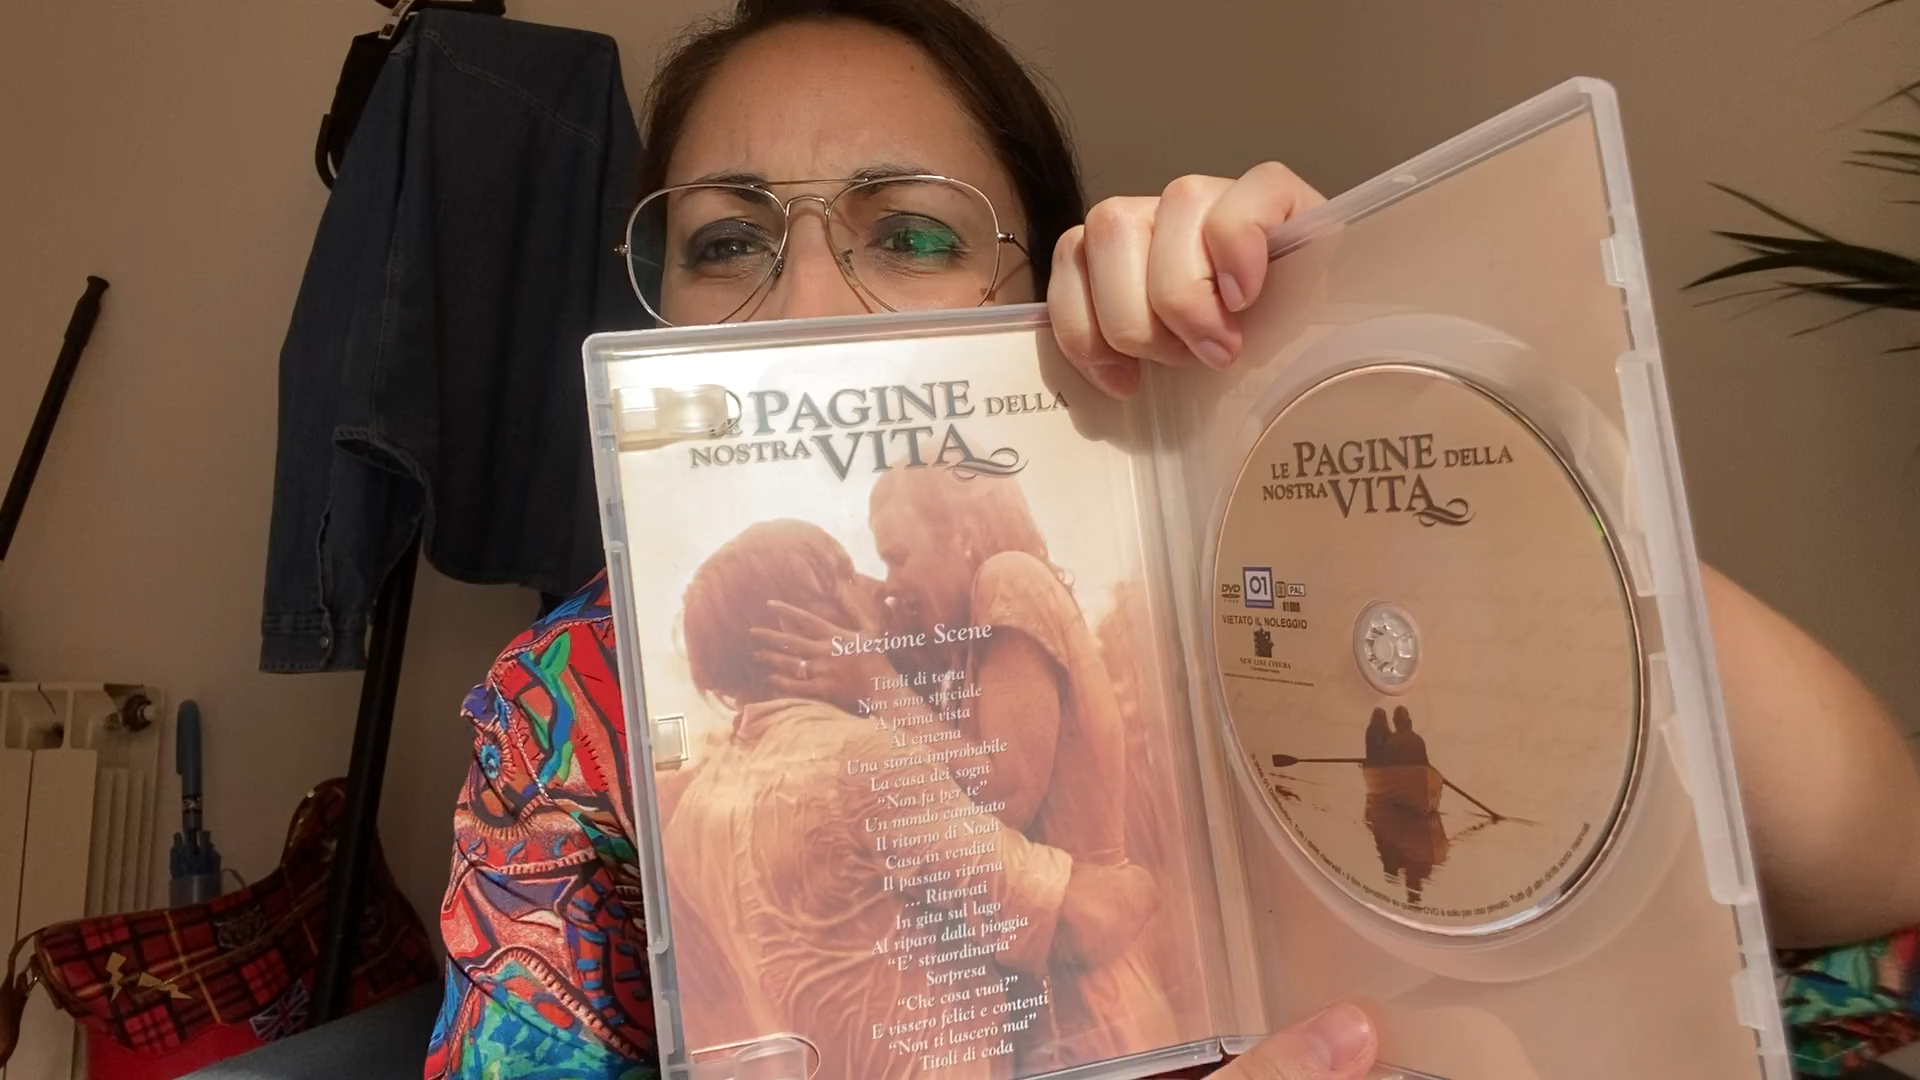 LE PAGINE DELLA
NOSTRA VITA
Selezione Scene
Titoli di testa
Non sono speciale
A prima vista
Al cinema
Una storia improbabile
La casa dei sogni
“Non fa per te”
Un mondo cambiato
Il ritorno di Noah
Casa in vendita
Il passato ritorna
... Ritrovati
In gita sul lago
Al riparo dalla pioggia
“E' straordinaria”
Sorpresa
“Che cosa vuoi?”
E vissero felici e contenti
“Non ti lascerò mai”
Titoli di coda
LE PAGINE DELLA
NOSTRA VITA
DVD
01
PAL
VIETATO IL NOLEGGIO
NEW LINE CINEMA